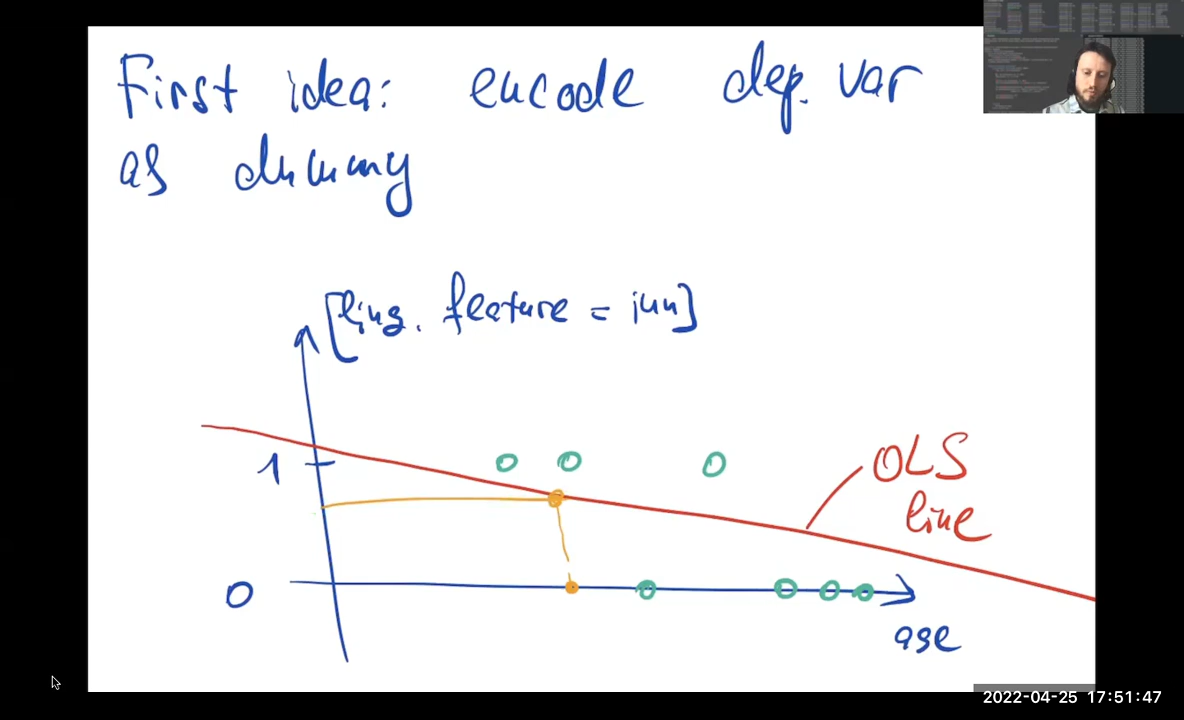 First idea: encode dep. var
as dummy
[ling. feature = inn]
1
OLS
line
0
age
2022-04-25 17:51:47